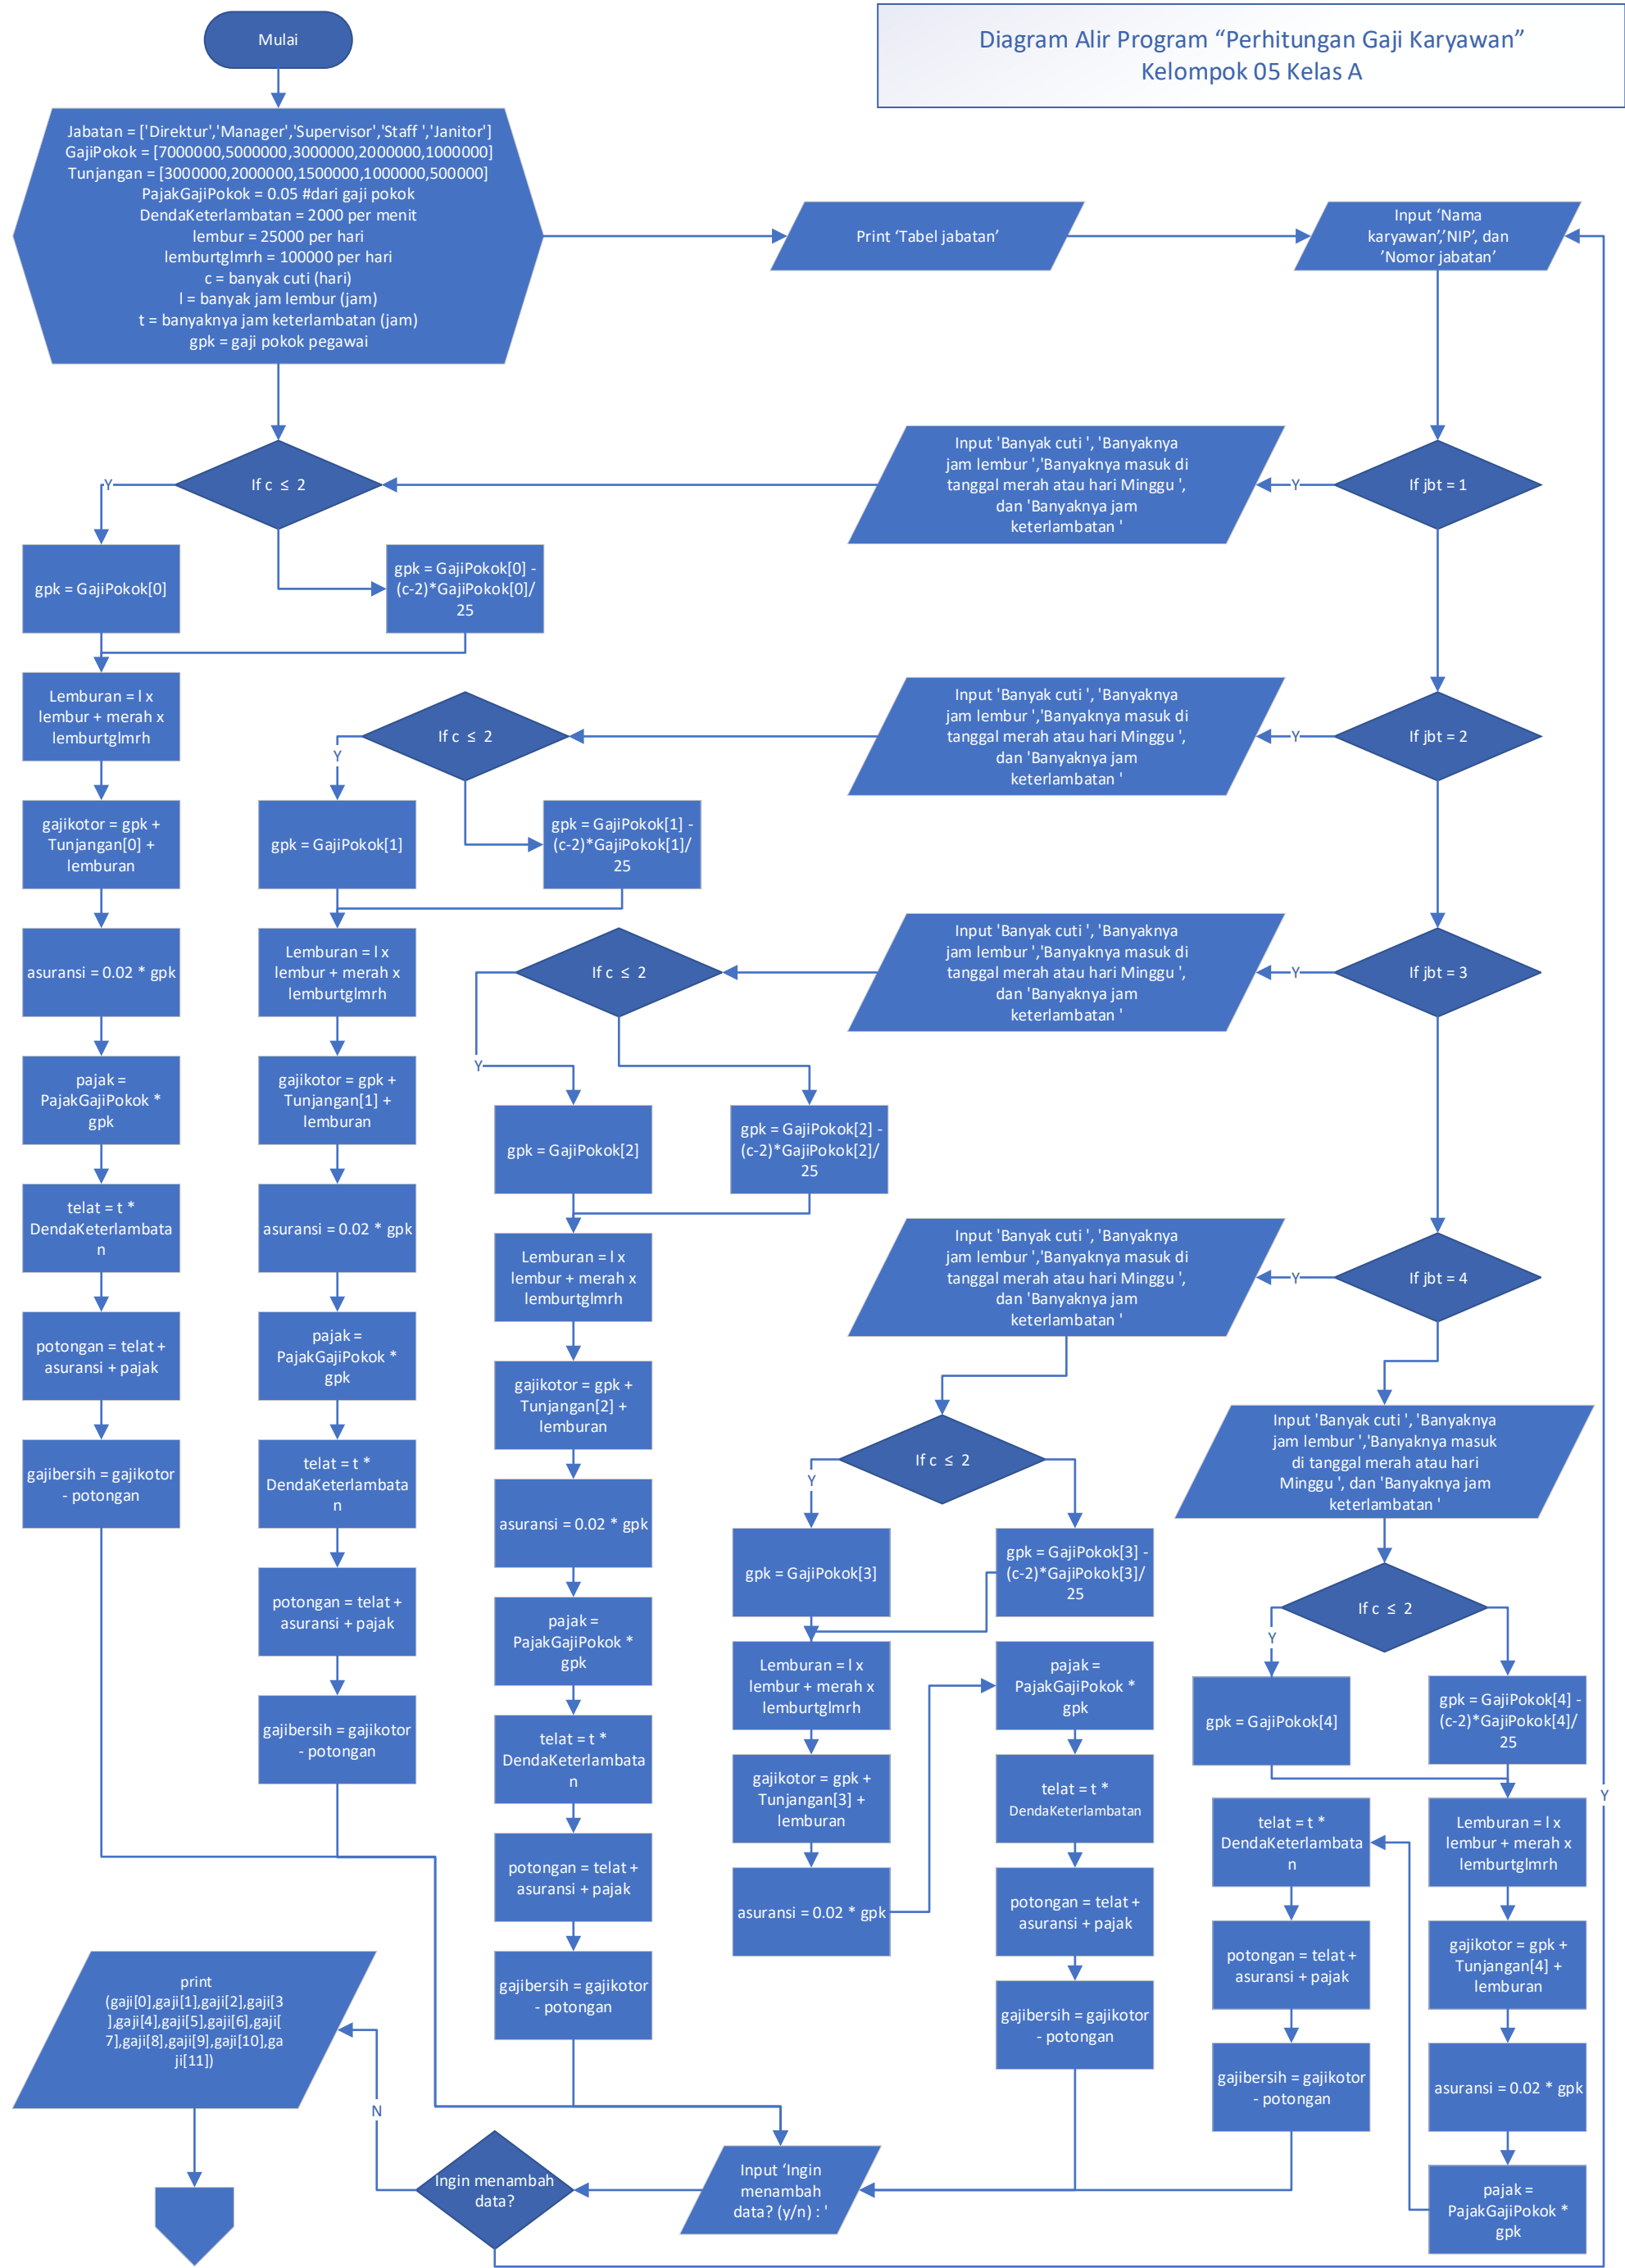 Mulai
Diagram Alir Program “Perhitungan Gaji Karyawan”
Kelompok 05 Kelas A
Jabatan = ['Direktur','Manager','Supervisor','Staff ','Janitor']
GajiPokok = [7000000,5000000,3000000,2000000,1000000]
Tunjangan = [3000000,2000000,1500000,1000000,500000]
PajakGajiPokok = 0.05 #dari gaji pokok
DendaKeterlambatan = 2000 per menit
lembur = 25000 per hari
lemburtglmrh = 100000 per hari
c = banyak cuti (hari)
l = banyak jam lembur (jam)
t = banyaknya jam keterlambatan (jam)
gpk = gaji pokok pegawai
Print ‘Tabel jabatan’
Input ‘Nama
karyawan’,’NIP’, dan
’Nomor jabatan’
If jbt = 1
Y
Input 'Banyak cuti ', 'Banyaknya
jam lembur ','Banyaknya masuk di
tanggal merah atau hari Minggu ',
dan 'Banyaknya jam
keterlambatan '
If c ≤ 2
Y
gpk = GajiPokok[0]
gpk = GajiPokok[0] -
(c-2)*GajiPokok[0]/
25
Lemburan = l x
lembur + merah x
lemburtglmrh
gajikotor = gpk +
Tunjangan[0] +
lemburan
asuransi = 0.02 * gpk
pajak =
PajakGajiPokok *
gpk
telat = t *
DendaKeterlambata
n
potongan = telat +
asuransi + pajak
gajibersih = gajikotor
- potongan
If jbt = 2
Y
Input 'Banyak cuti ', 'Banyaknya
jam lembur ','Banyaknya masuk di
tanggal merah atau hari Minggu ',
dan 'Banyaknya jam
keterlambatan '
If c ≤ 2
Y
gpk = GajiPokok[1]
gpk = GajiPokok[1] -
(c-2)*GajiPokok[1]/
25
Lemburan = l x
lembur + merah x
lemburtglmrh
gajikotor = gpk +
Tunjangan[1] +
lemburan
asuransi = 0.02 * gpk
pajak =
PajakGajiPokok *
gpk
telat = t *
DendaKeterlambata
n
potongan = telat +
asuransi + pajak
gajibersih = gajikotor
- potongan
If jbt = 3
Y
Input 'Banyak cuti ', 'Banyaknya
jam lembur ','Banyaknya masuk di
tanggal merah atau hari Minggu ',
dan 'Banyaknya jam
keterlambatan '
If c ≤ 2
Y
gpk = GajiPokok[2]
gpk = GajiPokok[2] -
(c-2)*GajiPokok[2]/
25
Lemburan = l x
lembur + merah x
lemburtglmrh
gajikotor = gpk +
Tunjangan[2] +
lemburan
asuransi = 0.02 * gpk
pajak =
PajakGajiPokok *
gpk
telat = t *
DendaKeterlambata
n
potongan = telat +
asuransi + pajak
gajibersih = gajikotor
- potongan
If jbt = 4
Y
Input 'Banyak cuti ', 'Banyaknya
jam lembur ','Banyaknya masuk di
tanggal merah atau hari Minggu ',
dan 'Banyaknya jam
keterlambatan '
If c ≤ 2
Y
gpk = GajiPokok[3]
gpk = GajiPokok[3] -
(c-2)*GajiPokok[3]/
25
Lemburan = l x
lembur + merah x
lemburtglmrh
gajikotor = gpk +
Tunjangan[3] +
lemburan
asuransi = 0.02 * gpk
pajak =
PajakGajiPokok *
gpk
telat = t *
DendaKeterlambatan
potongan = telat +
asuransi + pajak
gajibersih = gajikotor
- potongan
Input 'Banyak cuti ', 'Banyaknya
jam lembur ','Banyaknya masuk
di tanggal merah atau hari
Minggu ', dan 'Banyaknya jam
keterlambatan '
If c ≤ 2
Y
gpk = GajiPokok[4]
gpk = GajiPokok[4] -
(c-2)*GajiPokok[4]/
25
Lemburan = l x
lembur + merah x
lemburtglmrh
gajikotor = gpk +
Tunjangan[4] +
lemburan
asuransi = 0.02 * gpk
pajak =
PajakGajiPokok *
gpk
telat = t *
DendaKeterlambata
n
potongan = telat +
asuransi + pajak
gajibersih = gajikotor
- potongan
Input ‘Ingin
menambah
data? (y/n) : '
Ingin menambah
data?
Y
N
print
(gaji[0],gaji[1],gaji[2],gaji[3
],gaji[4],gaji[5],gaji[6],gaji[
7],gaji[8],gaji[9],gaji[10],ga
ji[11])